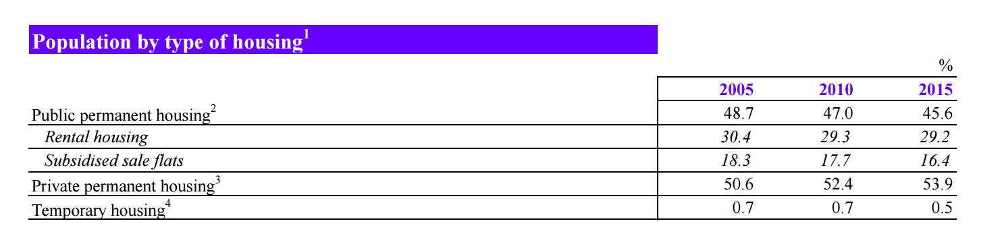 Population by type of housing1
%
2005 2010 2015
Public permanent housing2 48.7 47.0 45.6
Rental housing 30.4 29.3 29.2
Subsidised sale flats 18.3 17.7 16.4
Private permanent housing3 50.6 52.4 53.9
Temporary housing4 0.7 0.7 0.5